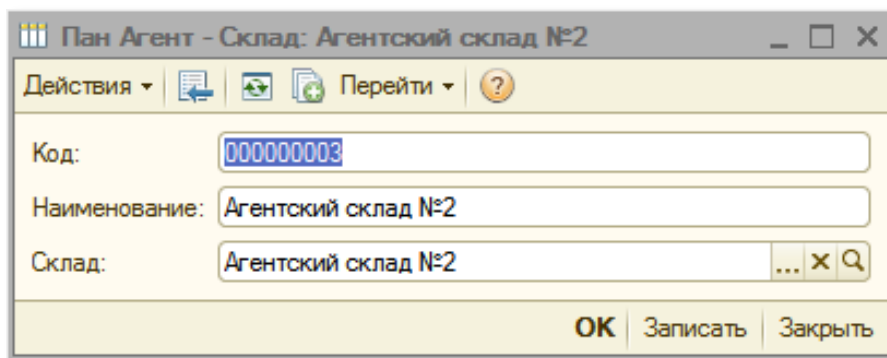 Пан Агент - Склад: Агентский склад №2
Действия Перейти
Код: 000000003
Наименование: Агентский склад №2
Склад: Агентский склад №2 ...
OK Записать Закрыть